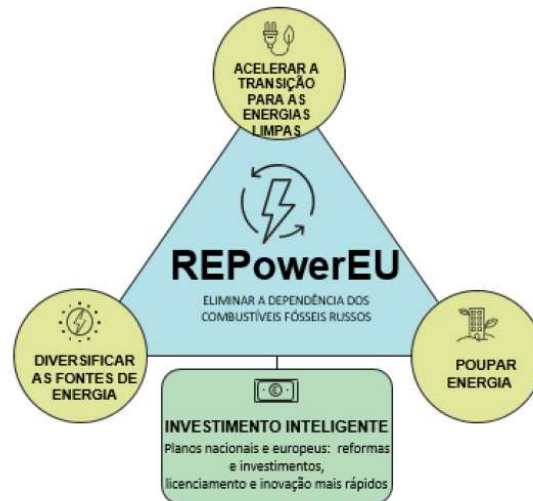 ACELERAR A
TRANSIÇÃO
PARA AS
ENERGIAS
LIMPAS
REPowerEU
ELIMINAR A DEPENDÊNCIA DOS
COMBUSTÍVEIS FÓSSEIS RUSSOS
DIVERSIFICAR
AS FONTES DE
ENERGIA
POUPAR
ENERGIA
INVESTIMENTO INTELIGENTE
Planos nacionais e europeus: reformas
e investimentos,
licenciamento e inovação mais rápidos